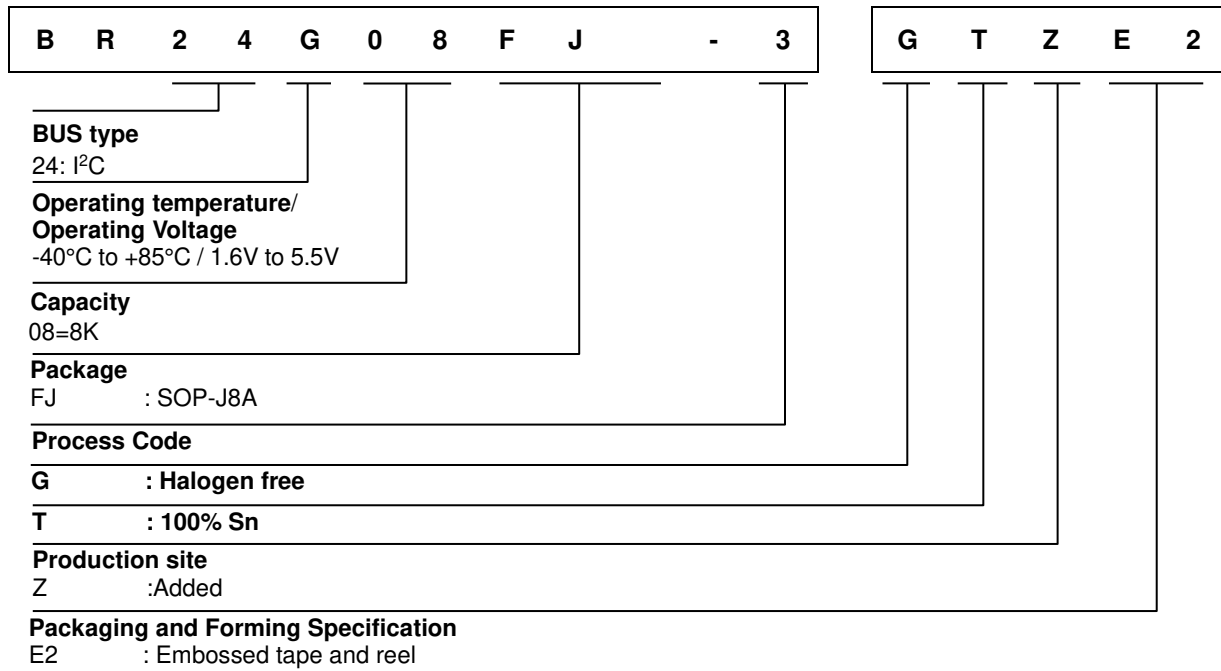 B R 2 4 G 0 8 F J - 3 G T Z E 2
BUS type
24: I²C
Operating temperature/
Operating Voltage
-40°C to +85°C / 1.6V to 5.5V
Capacity
08=8K
Package
FJ : SOP-J8A
Process Code
G : Halogen free
T : 100% Sn
Production site
Z :Added
Packaging and Forming Specification
E2 : Embossed tape and reel